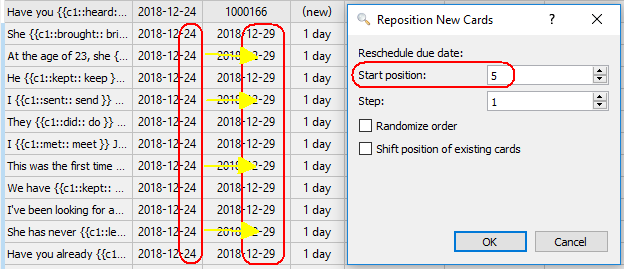 Have you {{c1::heard:... 2018-12-24 1000166 (new)
She {{c1::brought:: bri... 2018-12-24 2018-12-29 1 day
At the age of 23, she {... 2018-12-24 2018-12-29 1 day
He {{c1::kept:: keep }... 2018-12-24 2018-12-29 1 day
I {{c1::sent:: send }} ... 2018-12-24 2018-12-29 1 day
They {{c1::did:: do }} ... 2018-12-24 2018-12-29 1 day
I {{c1::met:: meet }} J... 2018-12-24 2018-12-29 1 day
This was the first time ... 2018-12-24 2018-12-29 1 day
We have {{c1::kept:: ... 2018-12-24 2018-12-29 1 day
I've been looking for a... 2018-12-24 2018-12-29 1 day
She has never {{c1::le... 2018-12-24 2018-12-29 1 day
Have you already {{c1:... 2018-12-24 2018-12-29 1 day
Reposition New Cards
Reschedule due date:
Start position: 5
Step: 1
Randomize order
Shift position of existing cards
OK Cancel